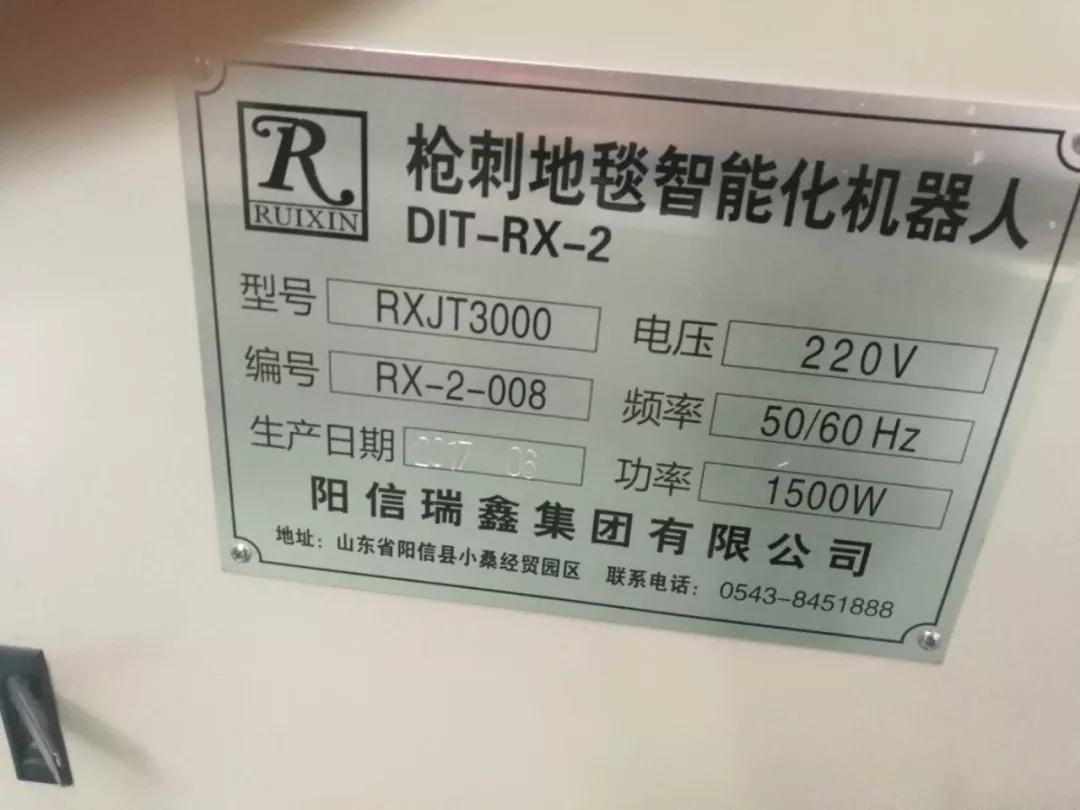 R
RUIXIN
枪刺地毯智能化机器人
DIT-RX-2
型号 RXJT3000
电压 220V
编号 RX-2-008
频率 50/60Hz
生产日期 2017 06
功率 1500W
阳信瑞鑫集团有限公司
地址：山东省阳信县小桑经贸园区 联系电话：0543-8451888